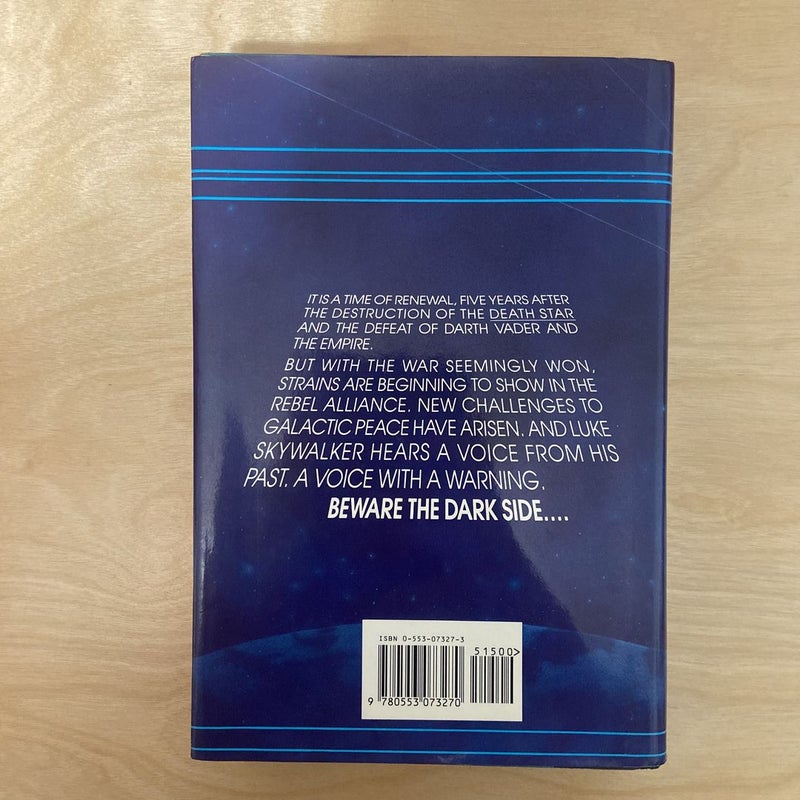 IT IS A TIME OF RENEWAL, FIVE YEARS AFTER
THE DESTRUCTION OF THE DEATH STAR
AND THE DEFEAT OF DARTH VADER AND
THE EMPIRE.
BUT WITH THE WAR SEEMINGLY WON,
STRAINS ARE BEGINNING TO SHOW IN THE
REBEL ALLIANCE. NEW CHALLENGES TO
GALACTIC PEACE HAVE ARISEN. AND LUKE
SKYWALKER HEARS A VOICE FROM HIS
PAST. A VOICE WITH A WARNING.
BEWARE THE DARK SIDE....
ISBN 0-553-07327-3
51500>
9 780553 073270